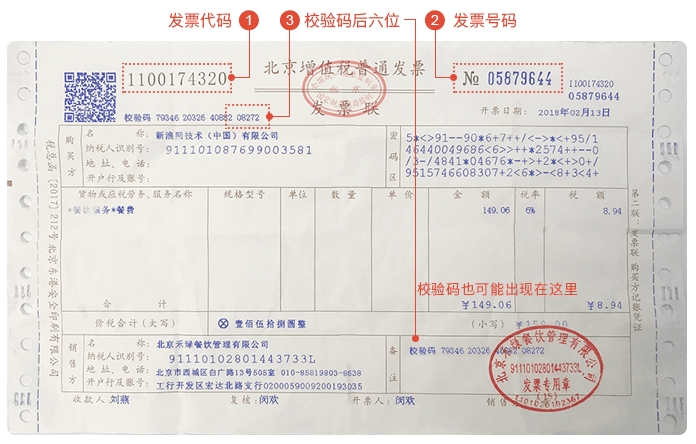 发票代码 1 3 校验码后六位 2 发票号码
1100174320 北京增值税普通发票 № 05879644 1100174320
05879644
发票联
校验码 79346 20326 40882 08272 开票日期: 2018年02月13日
购买方
名 称: 新浪网技术(中国)有限公司
纳税人识别号: 911101087699003581
地址、电话:
开户行及账号:
密码区
5*<>91--90*6+7++/<->*<+95/1
46440049686<6>>++*2574++--0
/3-/4841*04676*-+>+2*<+>0+/
9515746608307+2<6*>-<8+3<4+
货物或应税劳务、服务名称 规格型号 单位 数量 单价 金额 税率 税额
*餐饮服务*餐费 149.06 6% 8.94
校验码也可能出现在这里
合 计 ¥149.06 ¥8.94
价税合计(大写) ⊗ 壹佰伍拾捌圆整 (小写) ¥158.00
销售方
名 称: 北京禾绿餐饮管理有限公司
纳税人识别号: 91110102801443733L
地址、电话: 北京市西城区白广路13号505室 010-85819803-8638
开户行及账号: 工行开发区宏达北路支行0200059009200193035
备注
校验码 79346 20326 40882 08272
收款人: 刘燕 复核: 闵欢 开票人: 闵欢 销售
91110102801443733L
发票专用章
(15)
税总函[2017]212号北京东港安全印刷有限公司
第二联:发票联 购买方记账凭证